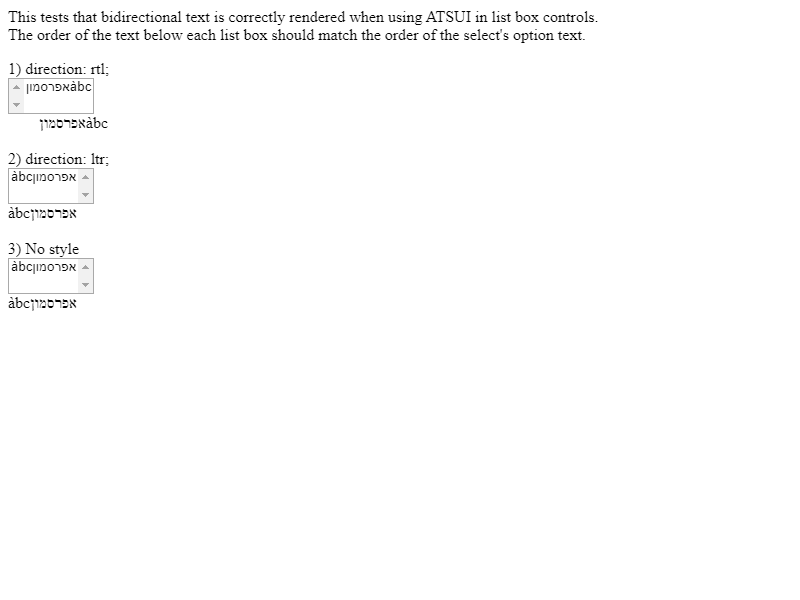 This tests that bidirectional text is correctly rendered when using ATSUI in list box controls.
The order of the text below each list box should match the order of the select's option text.
1) direction: rtl;
àbcאפרסמון
àbcאפרסמון
2) direction: ltr;
àbcאפרסמון
àbcאפרסמון
3) No style
àbcאפרסמון
àbcאפרסמון